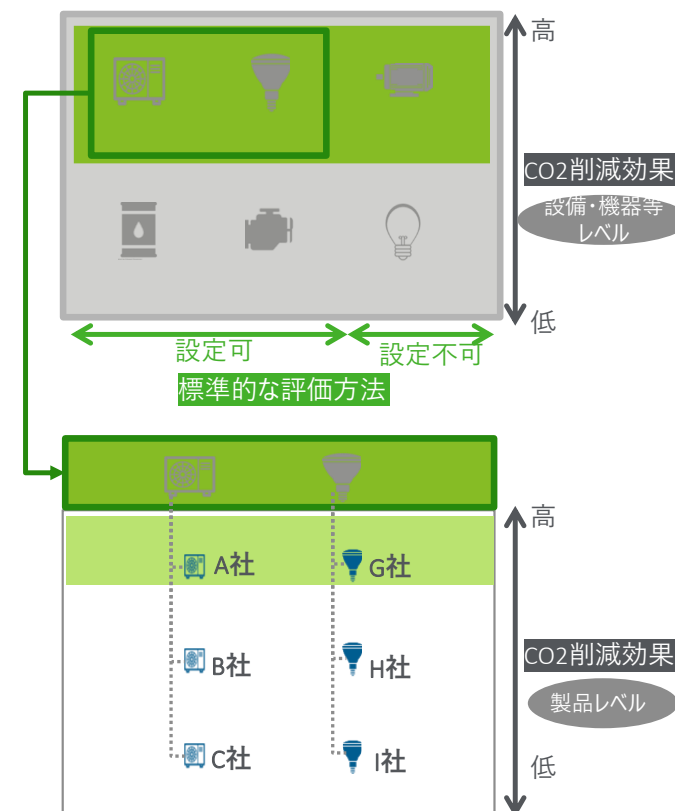 高
CO2削減効果
設備・機器等
レベル
低
設定可
設定不可
標準的な評価方法
高
A社
G社
CO2削減効果
B社
H社
製品レベル
C社
I社
低